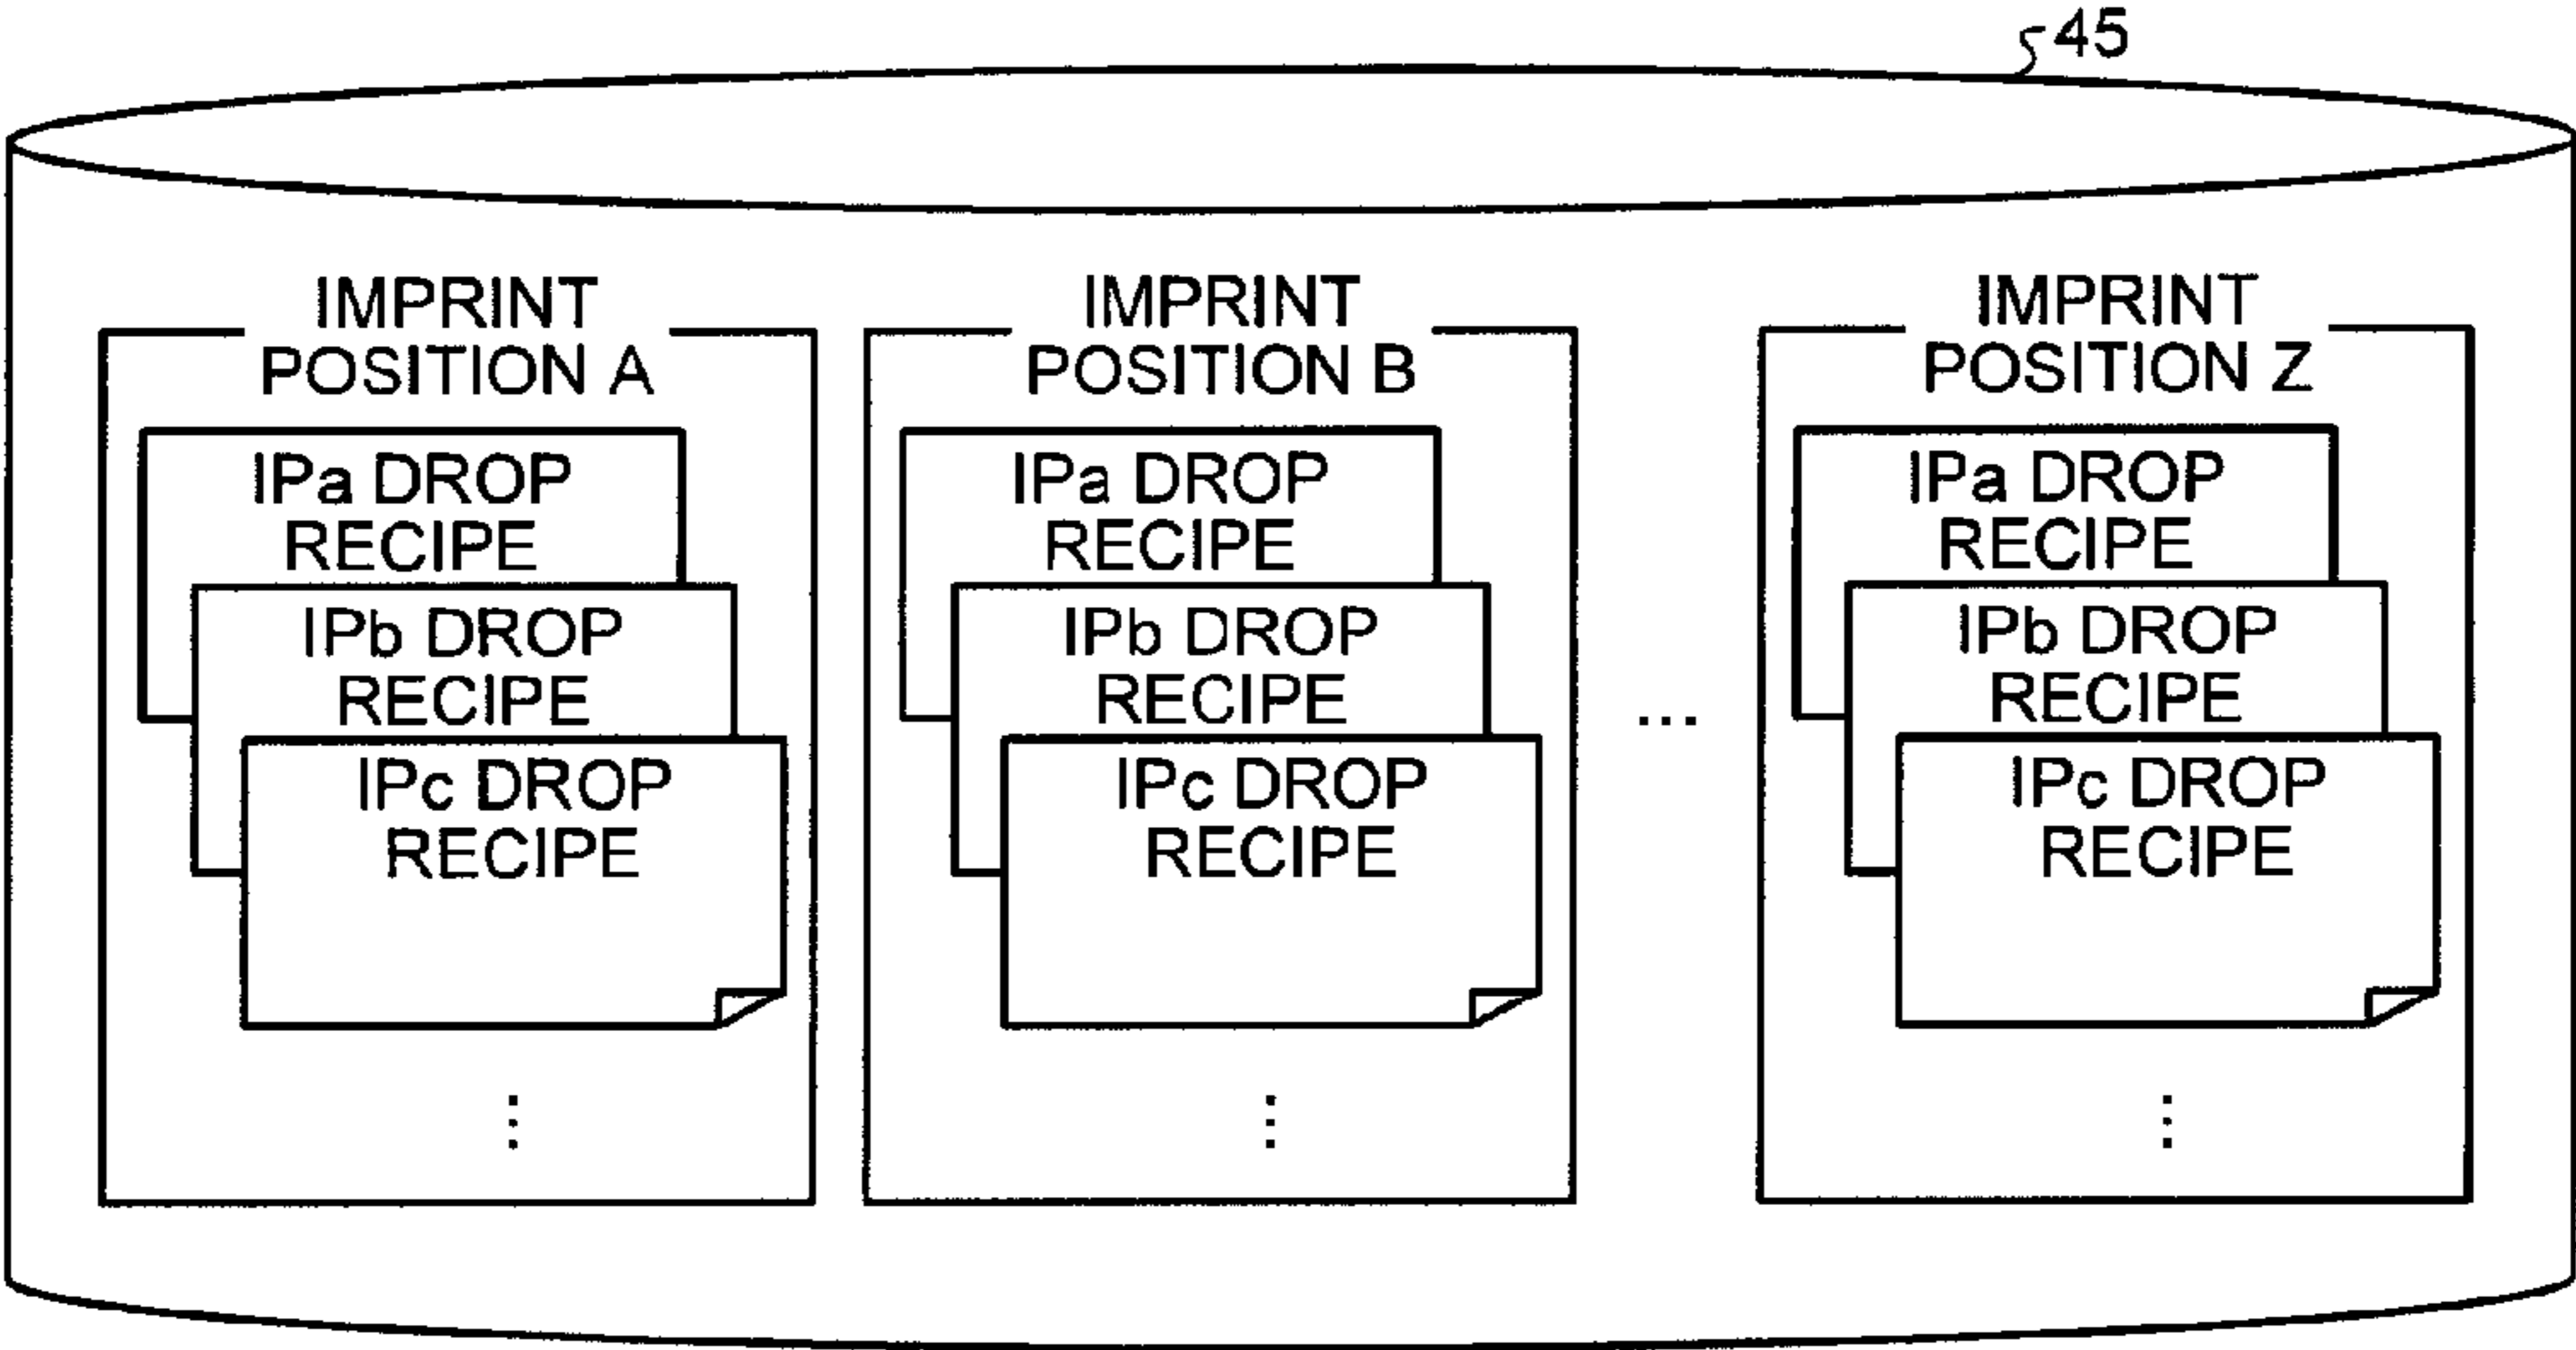 45
IMPRINT
POSITION A
IPa DROP
RECIPE
IPb DROP
RECIPE
IPc DROP
RECIPE
⋮
IMPRINT
POSITION B
IPa DROP
RECIPE
IPb DROP
RECIPE
IPc DROP
RECIPE
⋮
...
IMPRINT
POSITION Z
IPa DROP
RECIPE
IPb DROP
RECIPE
IPc DROP
RECIPE
⋮